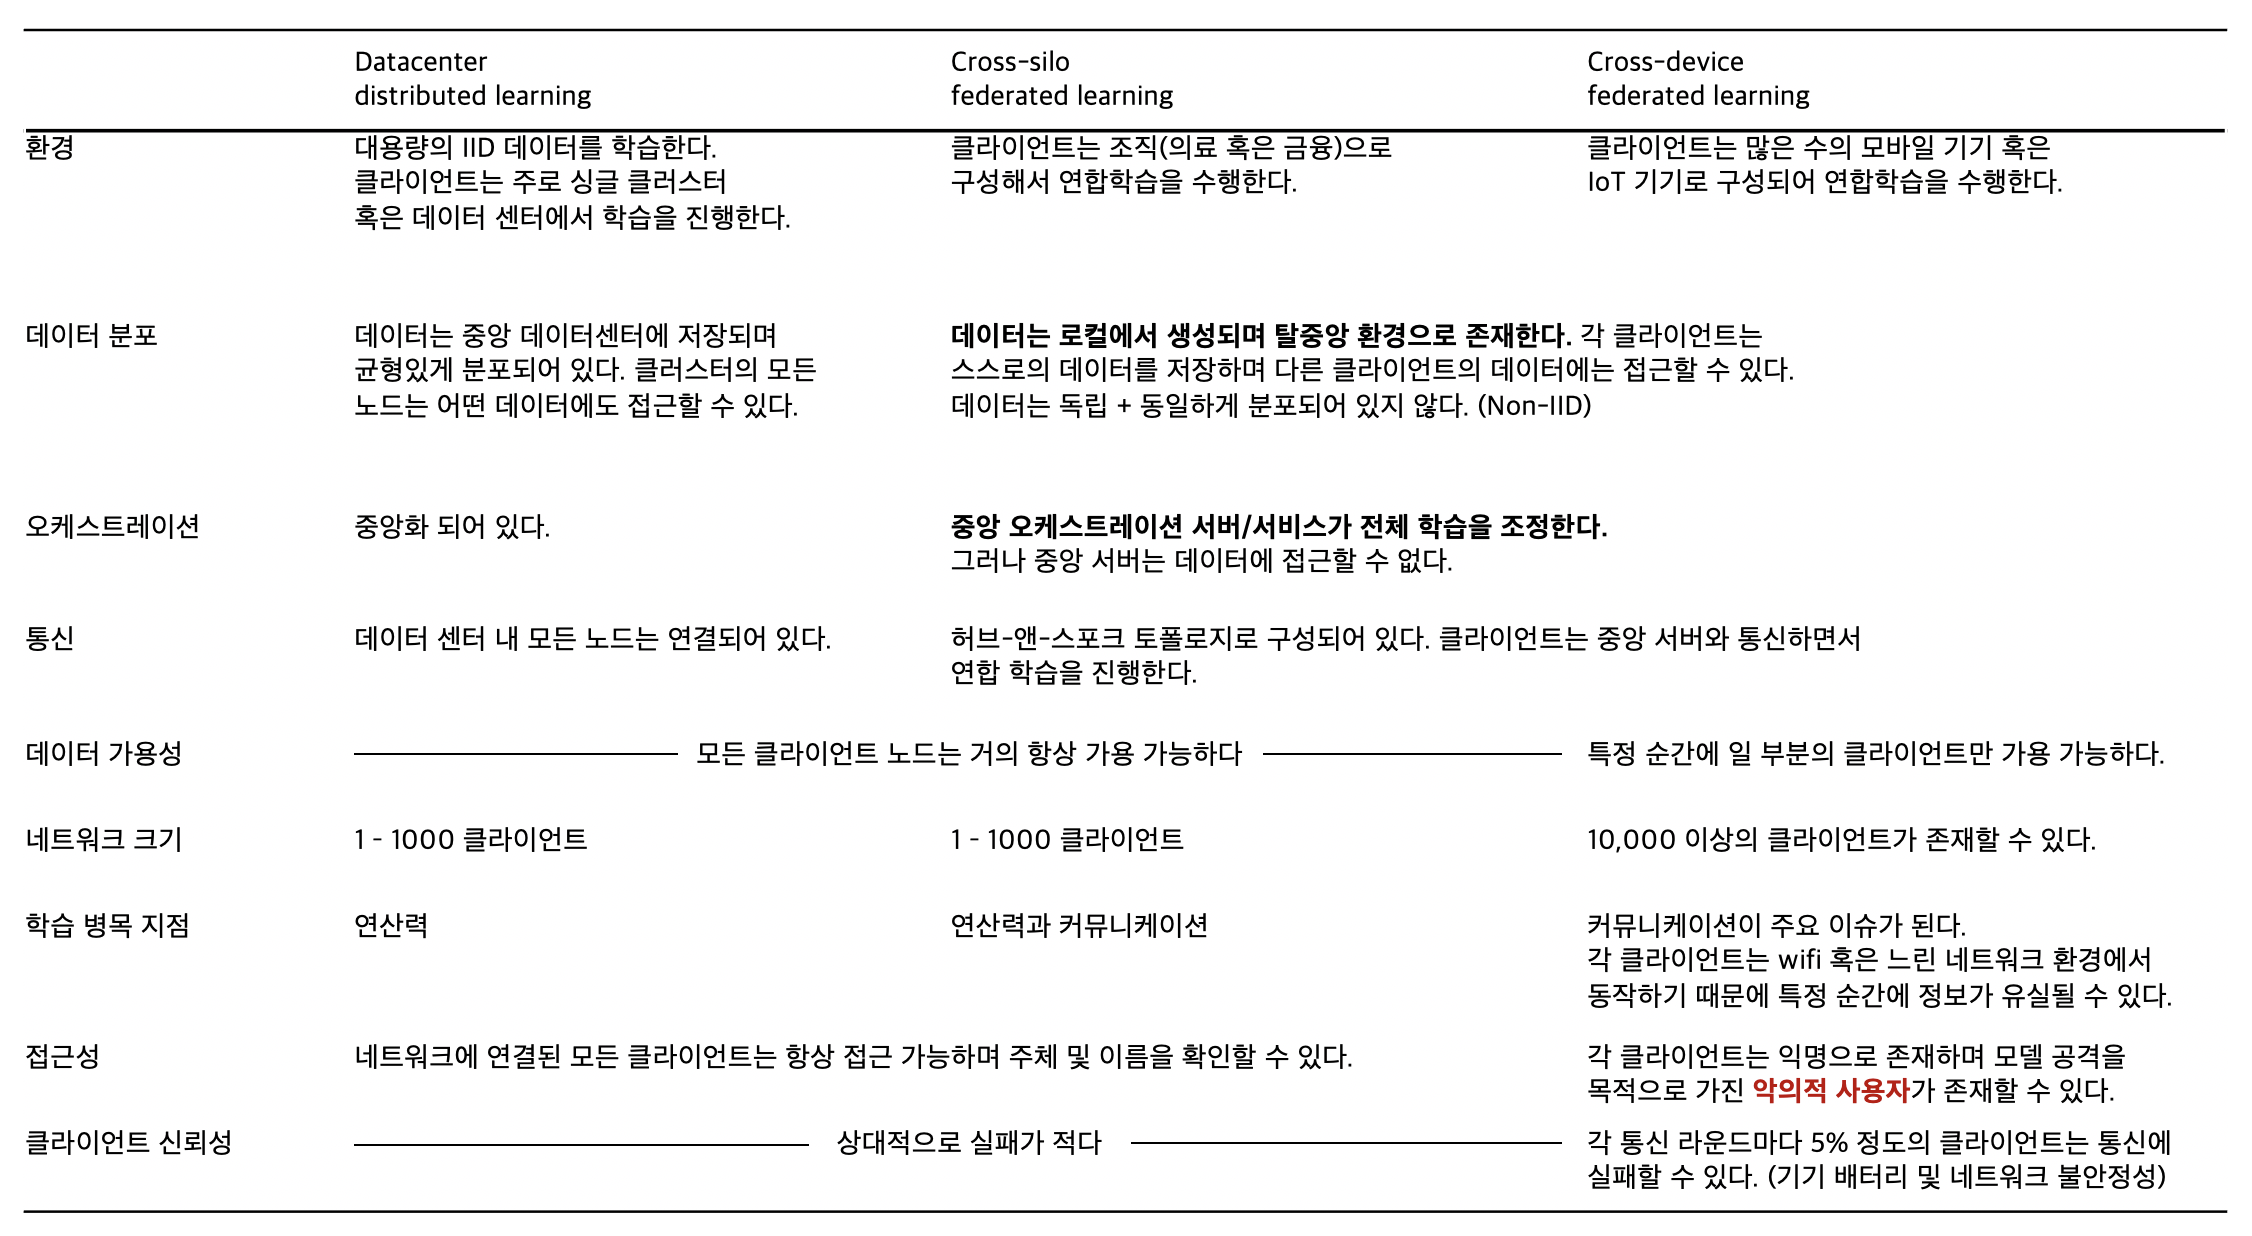 Datacenter
distributed learning
Cross-silo
federated learning
Cross-device
federated learning
환경
대용량의 IID 데이터를 학습한다.
클라이언트는 주로 싱글 클러스터
혹은 데이터 센터에서 학습을 진행한다.
클라이언트는 조직(의료 혹은 금융)으로
구성해서 연합학습을 수행한다.
클라이언트는 많은 수의 모바일 기기 혹은
IoT 기기로 구성되어 연합학습을 수행한다.
데이터 분포
데이터는 중앙 데이터센터에 저장되며
균형있게 분포되어 있다. 클러스터의 모든
노드는 어떤 데이터에도 접근할 수 있다.
데이터는 로컬에서 생성되며 탈중앙 환경으로 존재한다. 각 클라이언트는
스스로의 데이터를 저장하며 다른 클라이언트의 데이터에는 접근할 수 있다.
데이터는 독립 + 동일하게 분포되어 있지 않다. (Non-IID)
오케스트레이션
중앙화 되어 있다.
중앙 오케스트레이션 서버/서비스가 전체 학습을 조정한다.
그러나 중앙 서버는 데이터에 접근할 수 없다.
통신
데이터 센터 내 모든 노드는 연결되어 있다.
허브-앤-스포크 토폴로지로 구성되어 있다. 클라이언트는 중앙 서버와 통신하면서
연합 학습을 진행한다.
데이터 가용성
모든 클라이언트 노드는 거의 항상 가용 가능하다
특정 순간에 일 부분의 클라이언트만 가용 가능하다.
네트워크 크기
1 - 1000 클라이언트
1 - 1000 클라이언트
10,000 이상의 클라이언트가 존재할 수 있다.
학습 병목 지점
연산력
연산력과 커뮤니케이션
커뮤니케이션이 주요 이슈가 된다.
각 클라이언트는 wifi 혹은 느린 네트워크 환경에서
동작하기 때문에 특정 순간에 정보가 유실될 수 있다.
접근성
네트워크에 연결된 모든 클라이언트는 항상 접근 가능하며 주체 및 이름을 확인할 수 있다.
각 클라이언트는 익명으로 존재하며 모델 공격을
목적으로 가진 악의적 사용자가 존재할 수 있다.
클라이언트 신뢰성
상대적으로 실패가 적다
각 통신 라운드마다 5% 정도의 클라이언트는 통신에
실패할 수 있다. (기기 배터리 및 네트워크 불안정성)